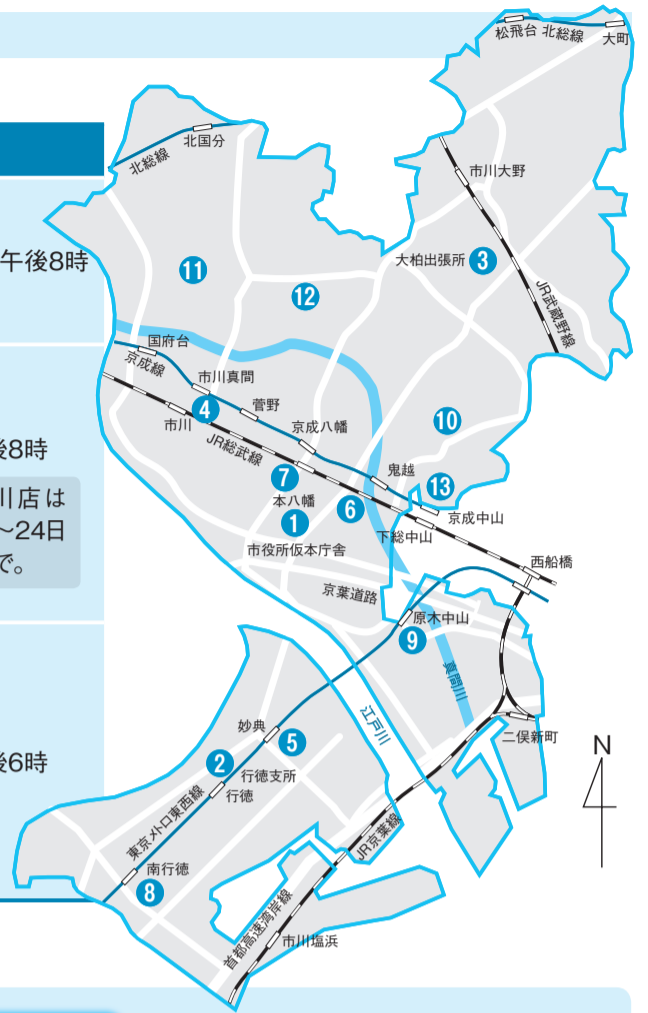 松飛台
北総線
大町
北国分
北総線
市川大野
午後8時
大柏出張所
3
11
12
JR武蔵野線
国府台
京成線
市川真間
4
菅野
市川
京成八幡
10
JR総武線
後8時
鬼越
7
13
川店は
本八幡
6
京成中山
~24日
1
下総中山
で。
市役所仮本庁舎
西船橋
京葉道路
原木中山
9
真間川
江戸川
妙典
5
二俣新町
N
2
後6時
行徳支所
行徳
東京メトロ東西線
JR京葉線
南行徳
8
首都高速湾岸線
市川塩浜